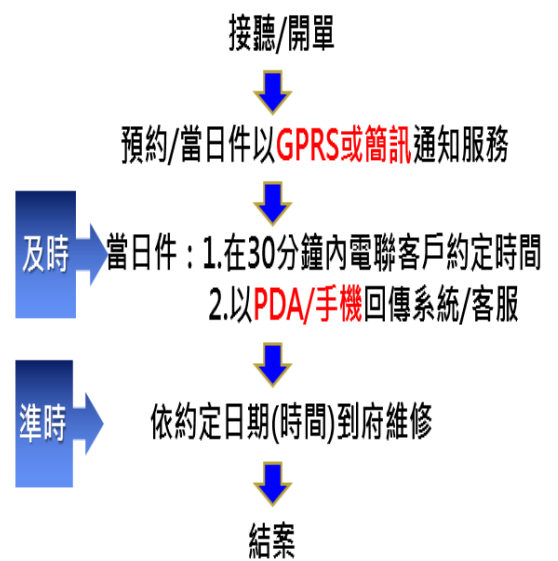 接聽/開單
預約/當日件以GPRS或簡訊通知服務
及時
當日件：1.在30分鐘內電聯客戶約定時間
2.以PDA/手機回傳系統/客服
準時
依約定日期(時間)到府維修
結案